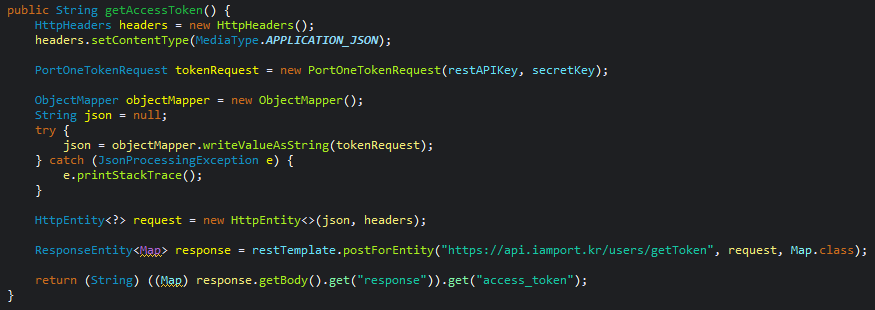 public String getAccessToken() {
    HttpHeaders headers = new HttpHeaders();
    headers.setContentType(MediaType.APPLICATION_JSON);

    PortOneTokenRequest tokenRequest = new PortOneTokenRequest(restAPIKey, secretKey);

    ObjectMapper objectMapper = new ObjectMapper();
    String json = null;
    try {
        json = objectMapper.writeValueAsString(tokenRequest);
    } catch (JsonProcessingException e) {
        e.printStackTrace();
    }

    HttpEntity<?> request = new HttpEntity<>(json, headers);

    ResponseEntity<Map> response = restTemplate.postForEntity("https://api.iamport.kr/users/getToken", request, Map.class);

    return (String) ((Map) response.getBody().get("response")).get("access_token");
}